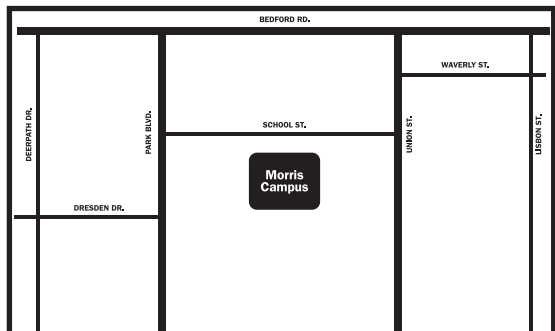 BEDFORD RD.
WAVERLY ST.
DEERPATH DR.
PARK BLVD.
SCHOOL ST.
UNION ST.
LISBON ST.
Morris
Campus
DRESDEN DR.